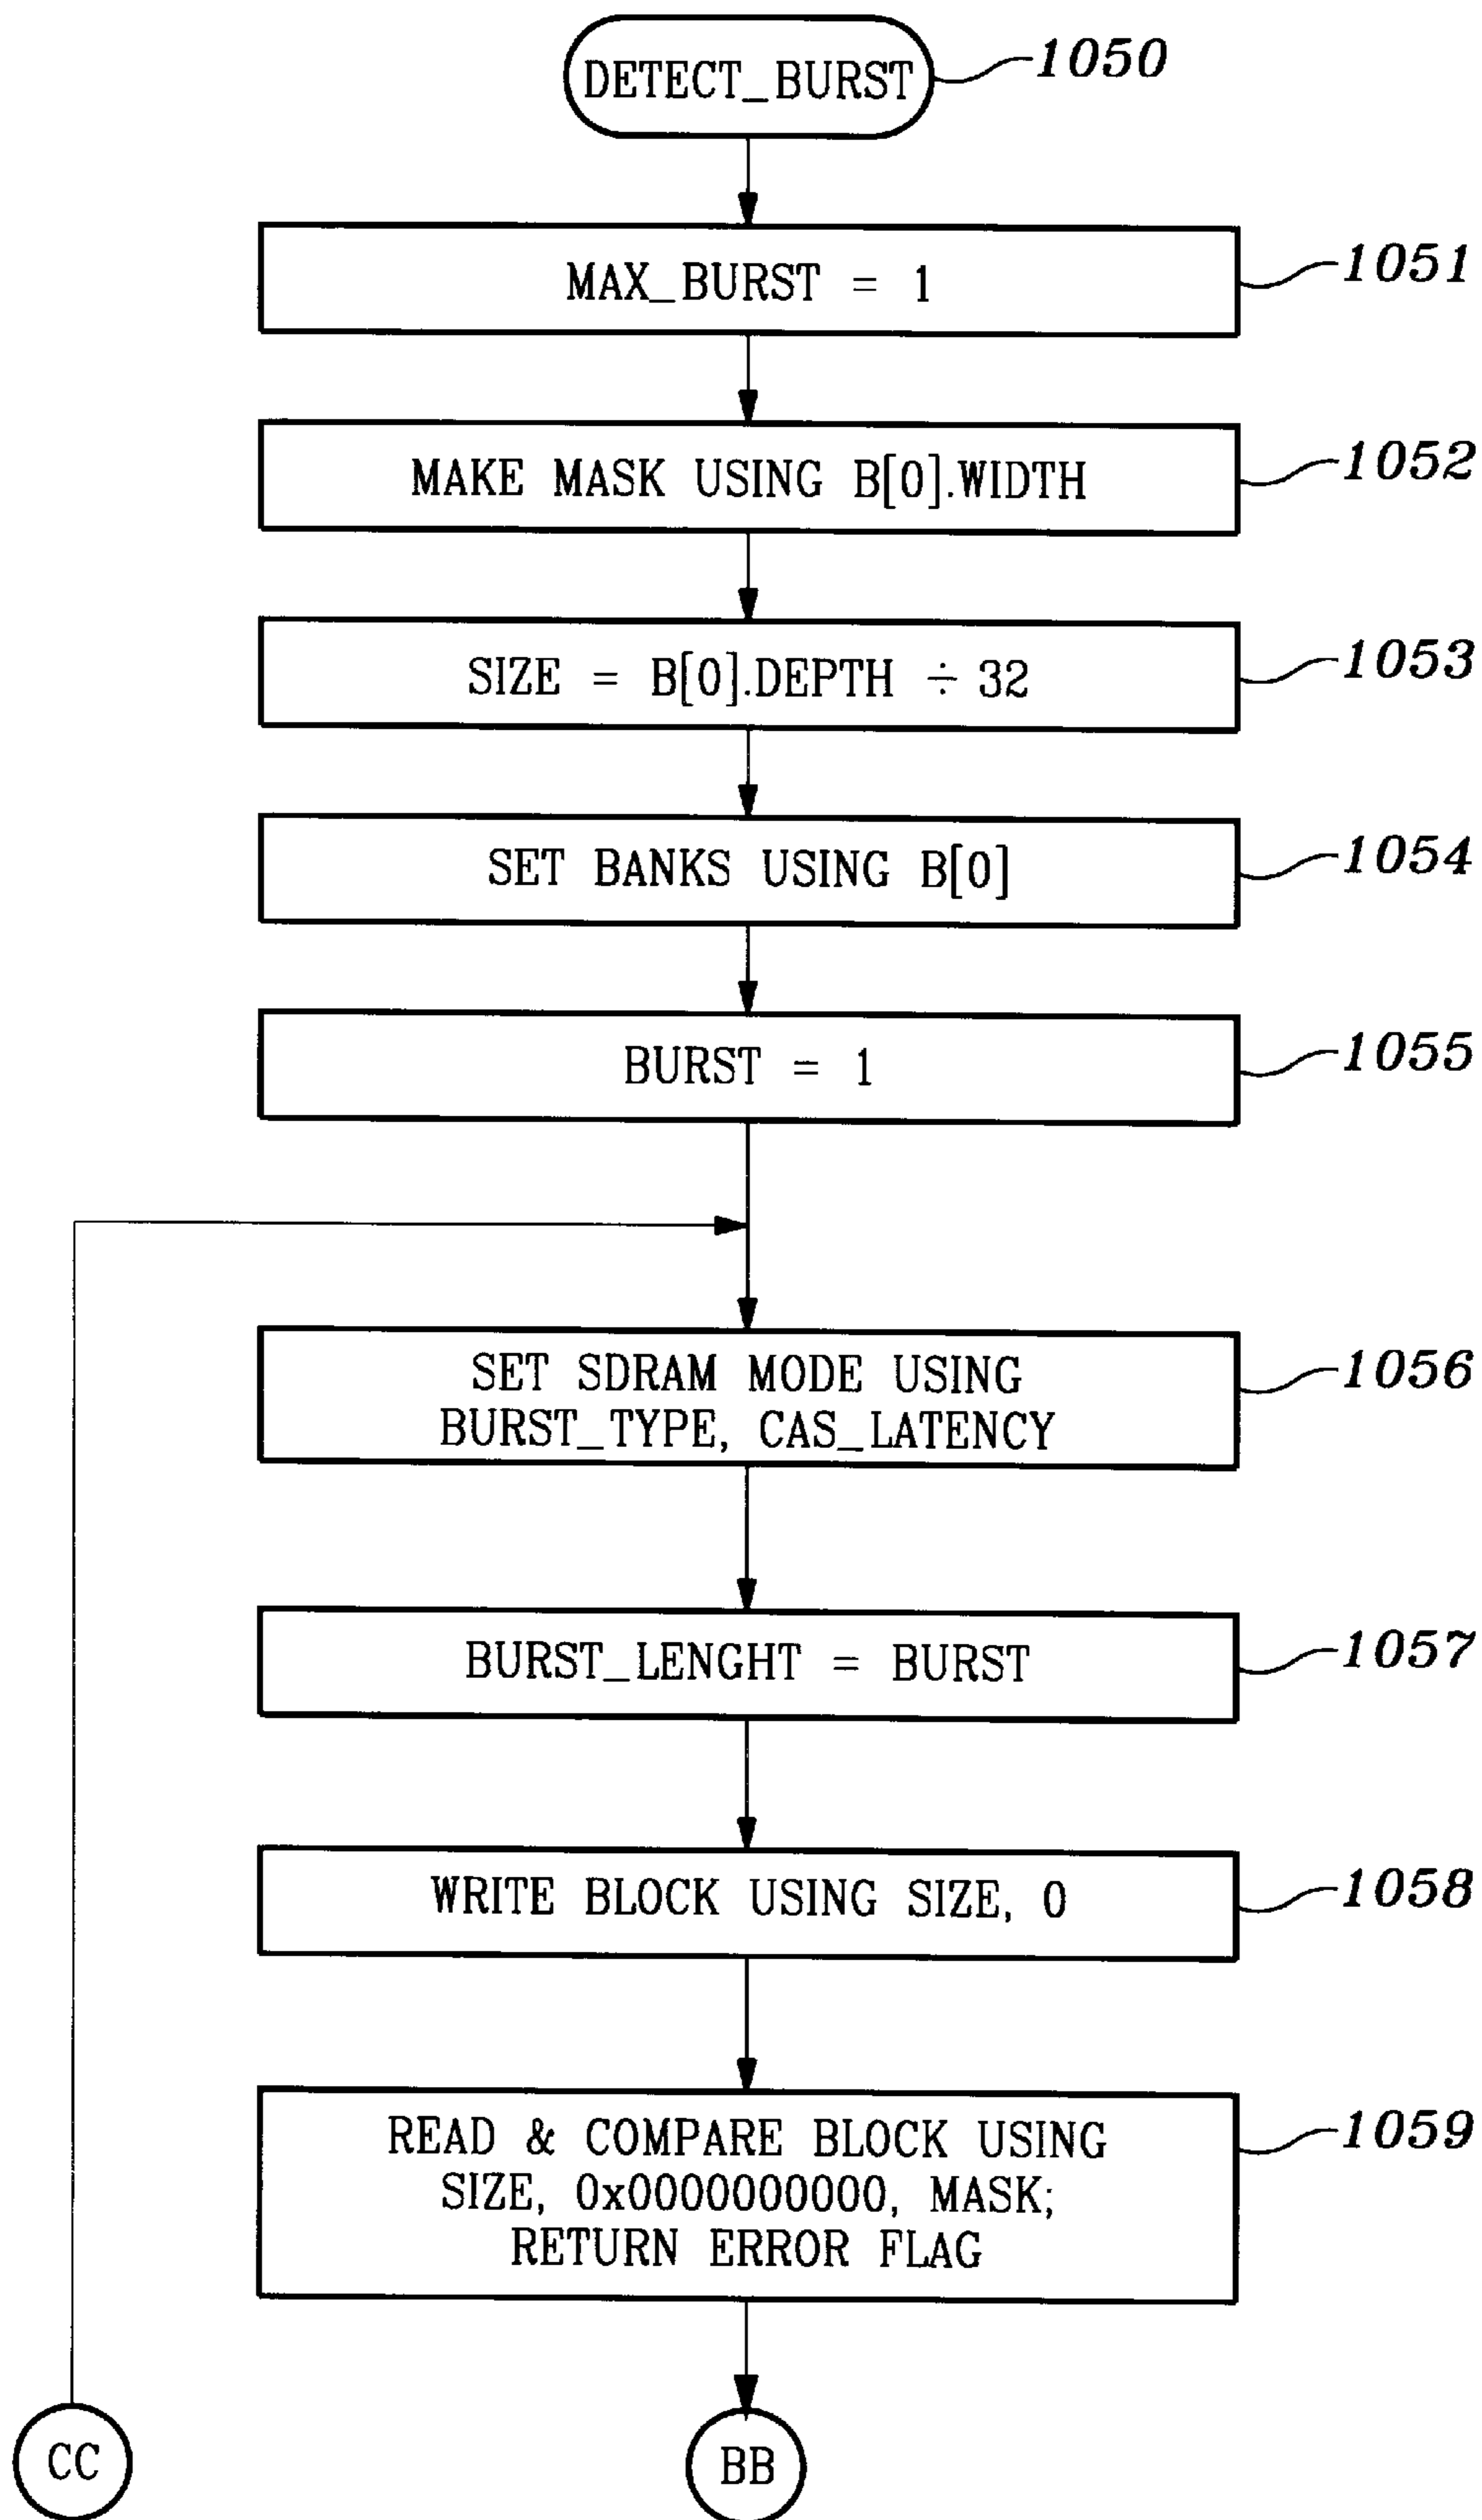 DETECT_BURST
1050
MAX_BURST = 1
1051
MAKE MASK USING B[0].WIDTH
1052
SIZE = B[0].DEPTH ÷ 32
1053
SET BANKS USING B[0]
1054
BURST = 1
1055
SET SDRAM MODE USING
BURST_TYPE, CAS_LATENCY
1056
BURST_LENGHT = BURST
1057
WRITE BLOCK USING SIZE, 0
1058
READ & COMPARE BLOCK USING
SIZE, 0x0000000000, MASK;
RETURN ERROR FLAG
1059
CC
BB